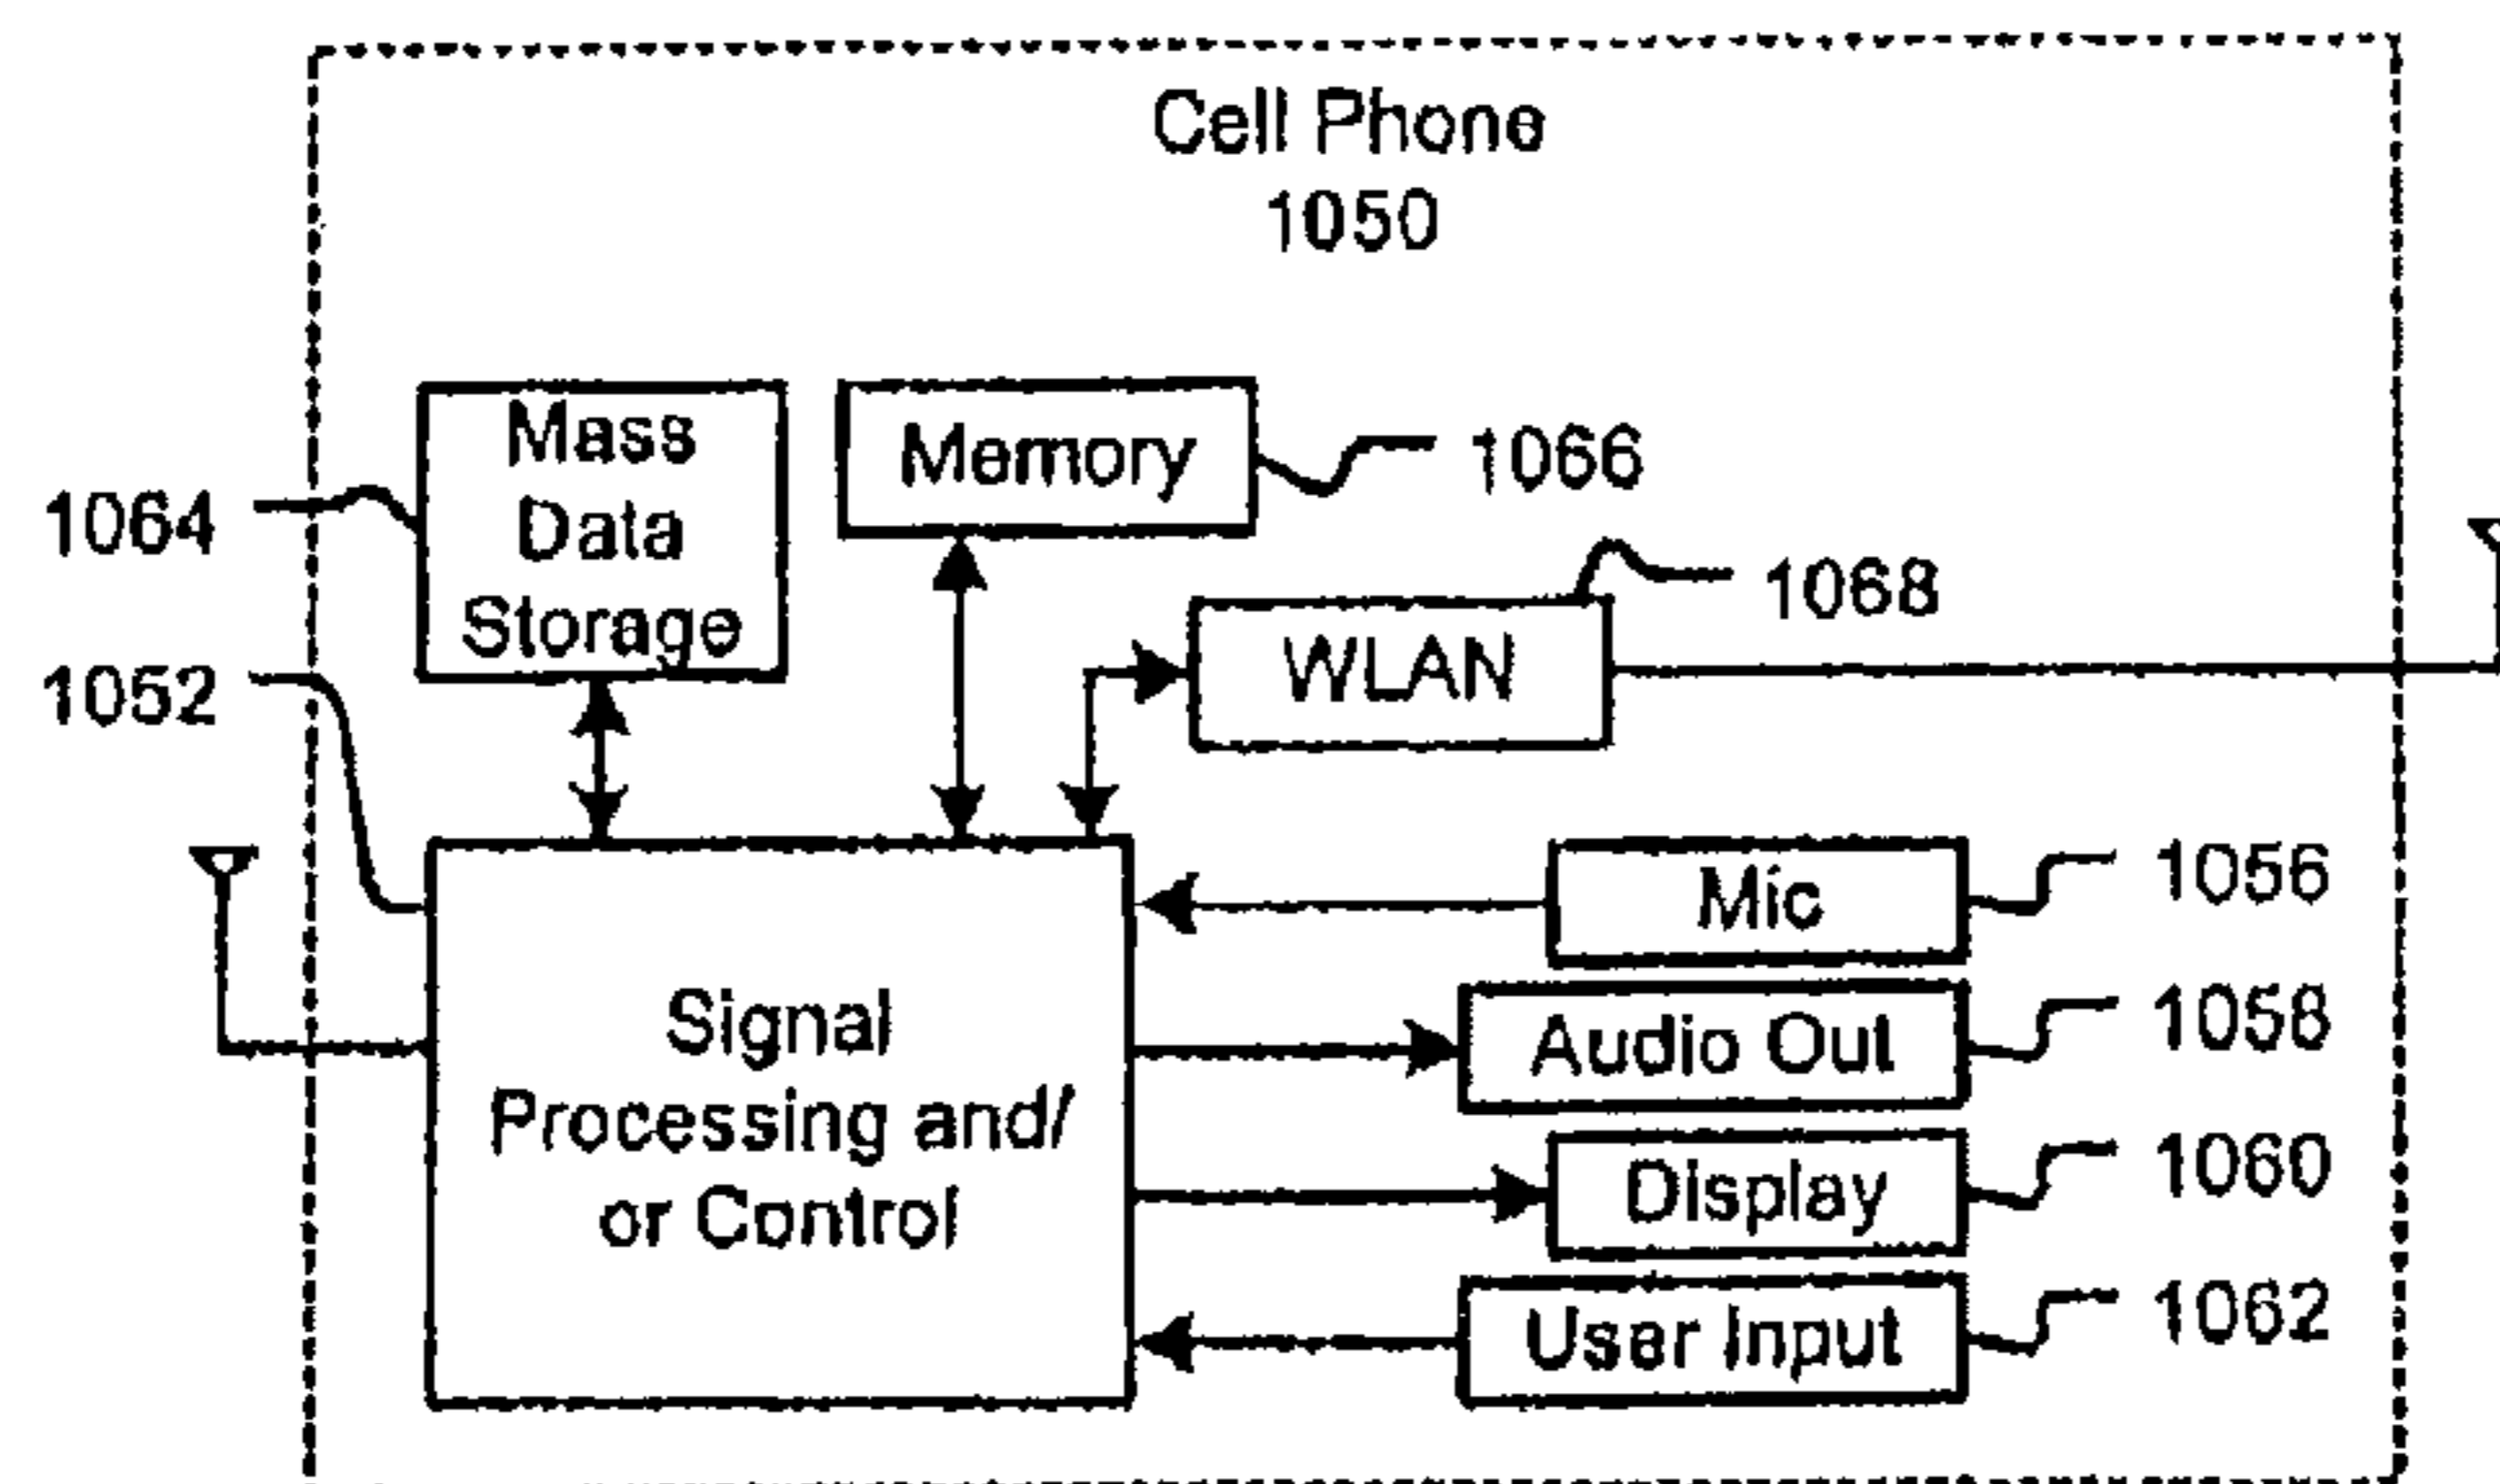 Cell Phone
1050
Mass
Data
Storage
1064
Memory
1066
WLAN
1068
1052
Signal
Processing and/
or Control
Mic
1056
Audio Out
1058
Display
1060
User Input
1062